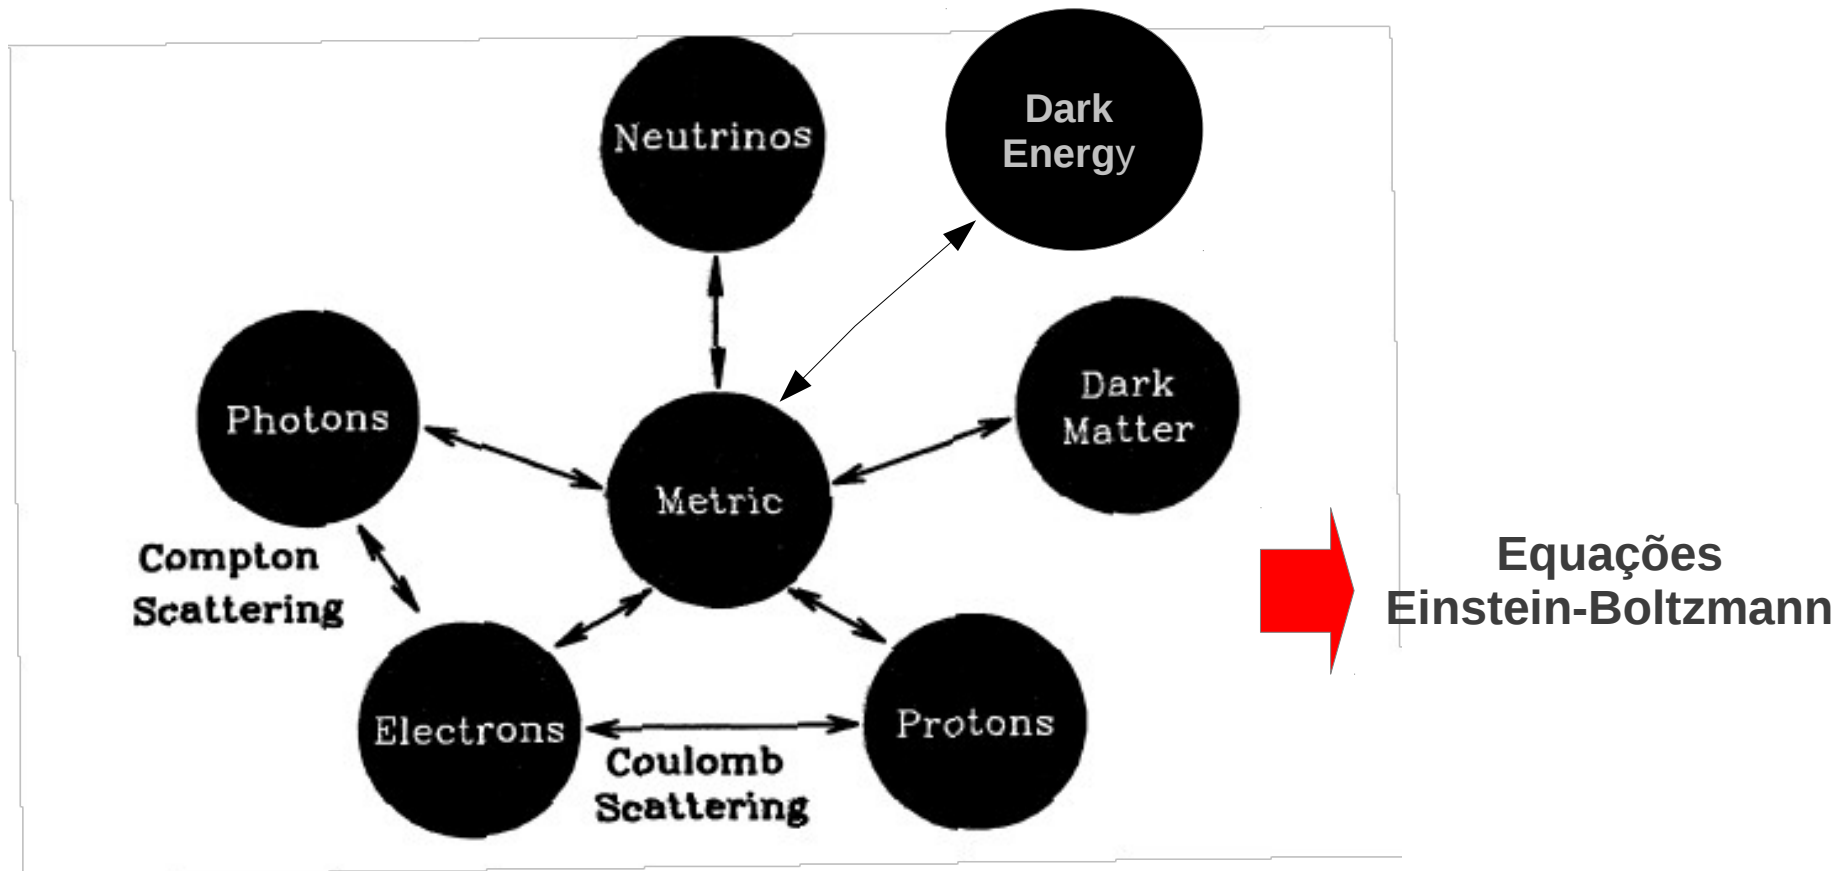 Neutrinos
Dark
Energy
Photons
Dark
Matter
Metric
Compton
Scattering
Equações
Einstein-Boltzmann
Electrons
Protons
Coulomb
Scattering